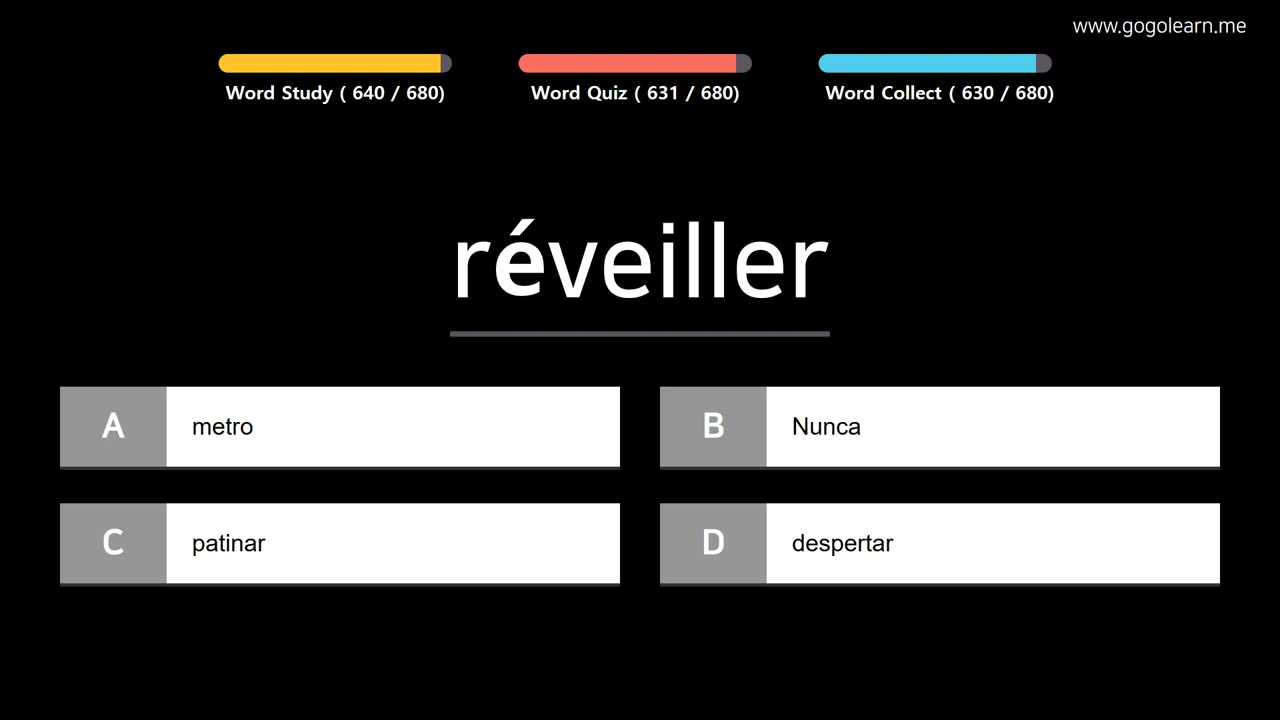 www.gogolearn.me
Word Study ( 640 / 680)
Word Quiz ( 631 / 680)
Word Collect ( 630 / 680)
réveiller
A metro
B Nunca
C patinar
D despertar